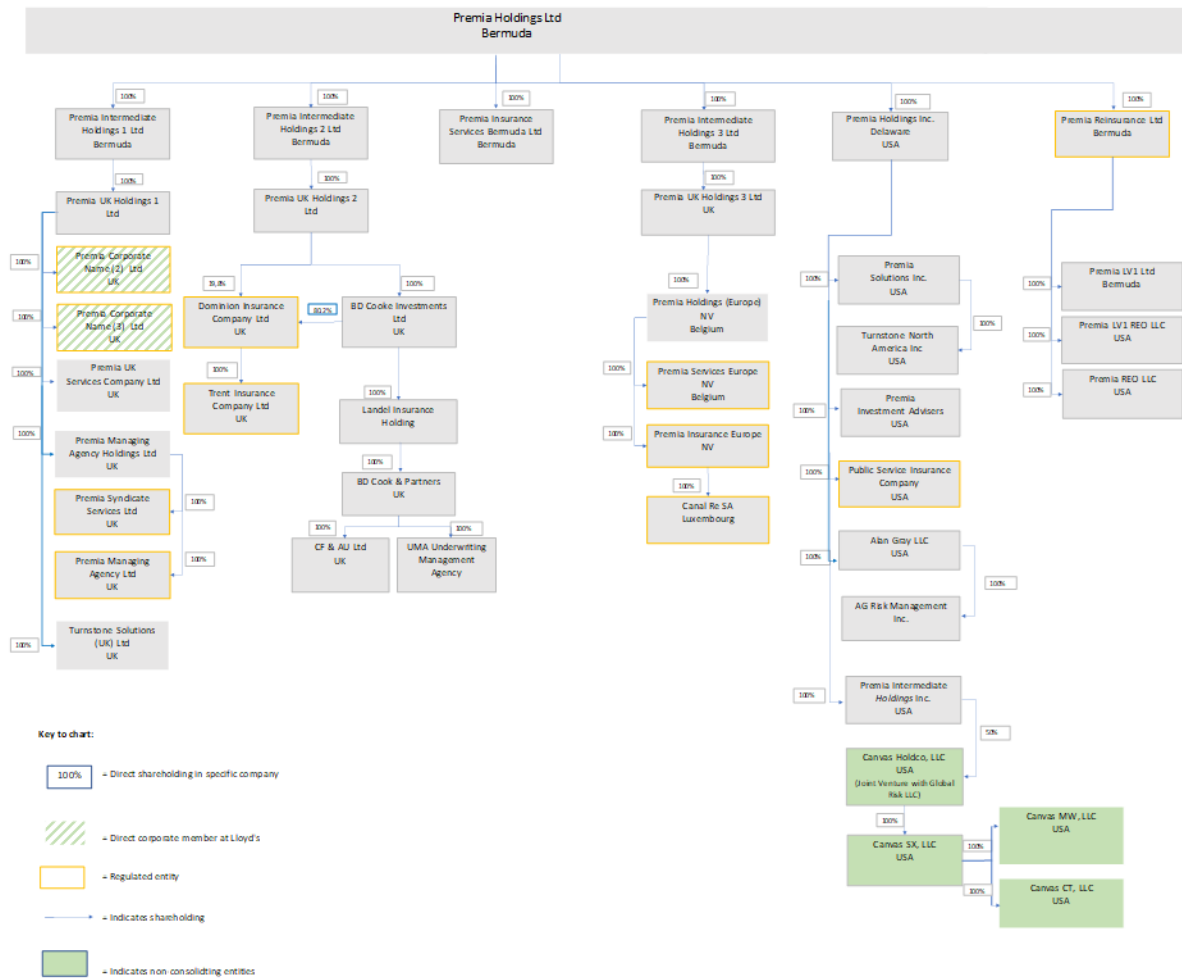 Premia Holdings Ltd
Bermuda
100%
100%
100%
100%
100%
100%
Premia Intermediate
Holdings 1 Ltd
Bermuda
Premia Intermediate
Holdings 2 Ltd
Bermuda
Premia Insurance
Services Bermuda Ltd
Bermuda
Premia Intermediate
Holdings 3 Ltd
Bermuda
Premia Holdings Inc.
Delaware
USA
Premia Reinsurance Ltd
Bermuda
100%
100%
100%
Premia UK Holdings 1
Ltd
Premia UK Holdings 2
Ltd
Premia UK Holdings 3 Ltd
UK
100%
Premia Corporate
Name (2) Ltd
UK
100%
Premia Corporate
Name (3) Ltd
UK
100%
Premia UK
Services Company Ltd
UK
100%
Premia Managing
Agency Holdings Ltd
UK
100%
Premia Syndicate
Services Ltd
UK
100%
Premia Managing
Agency Ltd
UK
100%
Turnstone Solutions
(UK) Ltd
UK
19,8%
100%
Dominion Insurance
Company Ltd
UK
80,2%
BD Cooke Investments
Ltd
UK
100%
Trent Insurance
Company Ltd
UK
100%
Landel Insurance
Holding
100%
BD Cook & Partners
UK
100%
100%
CF & AU Ltd
UK
UMA Underwriting
Management
Agency
100%
Premia Holdings (Europe)
NV
Belgium
100%
Premia Services Europe
NV
Belgium
100%
Premia Insurance Europe
NV
100%
Canal Re SA
Luxembourg
100%
Premia
Solutions Inc.
USA
100%
Turnstone North
America Inc
USA
100%
Premia
Investment Advisers
USA
100%
Public Service Insurance
Company
USA
100%
Alan Gray LLC
USA
100%
AG Risk Management
Inc.
100%
Premia Intermediate
Holdings Inc.
USA
50%
Canvas Holdco, LLC
USA
(Joint Venture with Global
Risk LLC)
100%
Canvas SX, LLC
USA
100%
Canvas MW, LLC
USA
100%
Canvas CT, LLC
USA
100%
Premia LV1 Ltd
Bermuda
100%
Premia LV1 REO LLC
USA
100%
Premia REO LLC
USA
Key to chart:
100%
= Direct shareholding in specific company
= Direct corporate member at Lloyd's
= Regulated entity
= Indicates shareholding
= Indicates non-consolidting entities